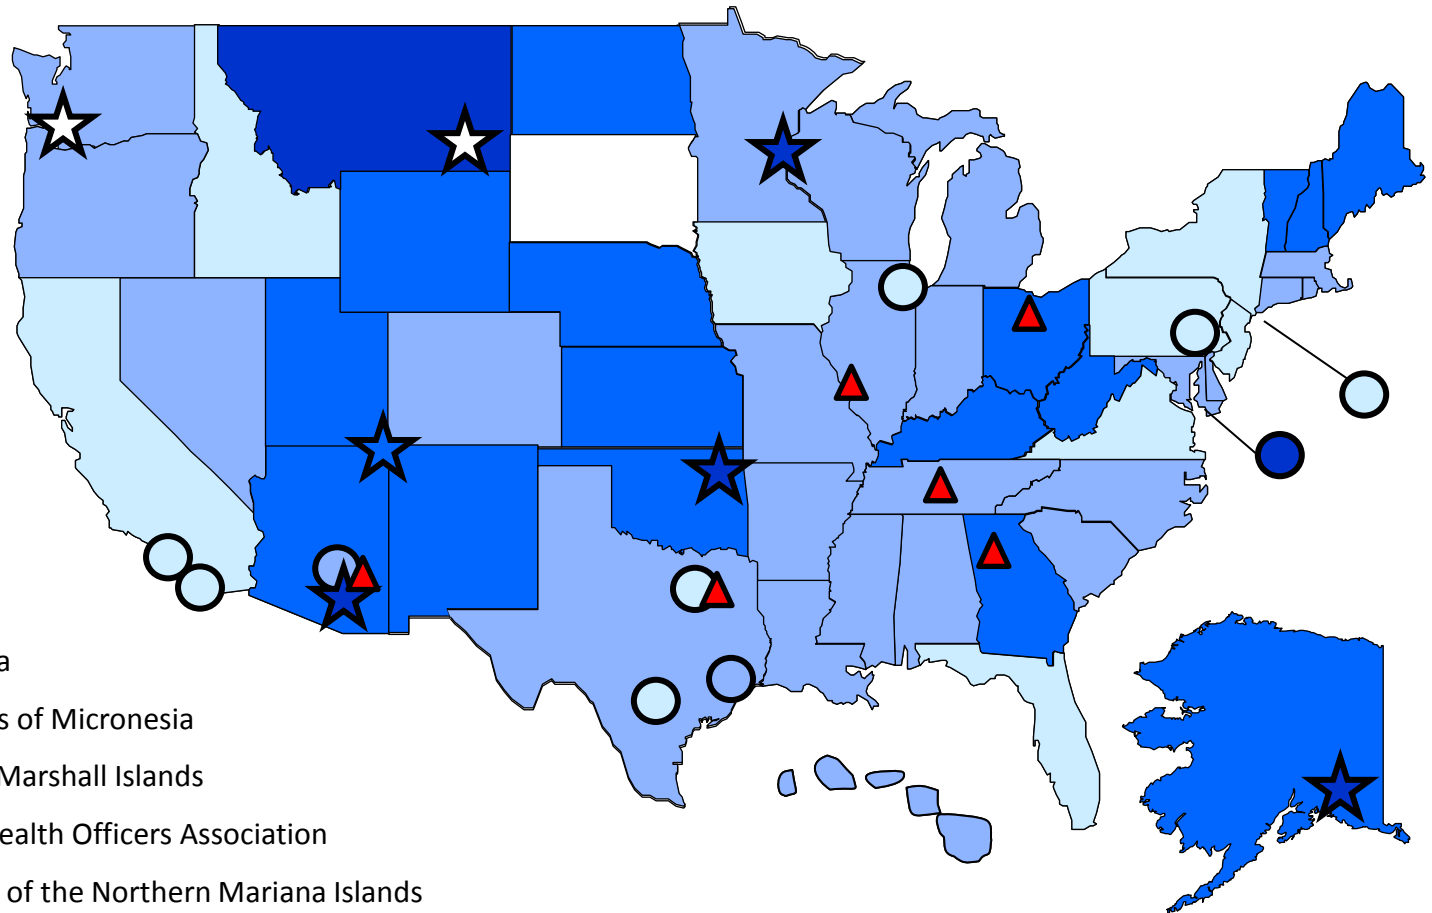 a
s of Micronesia
Marshall Islands
ealth Officers Association
of the Northern Mariana Islands